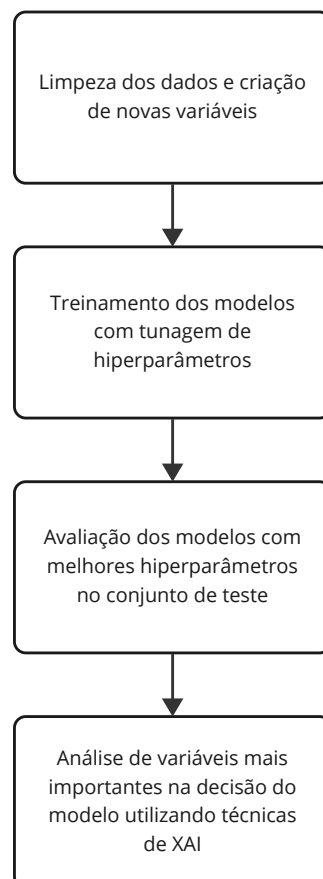 Limpeza dos dados e criação
de novas variáveis
Treinamento dos modelos
com tunagem de
hiperparâmetros
Avaliação dos modelos com
melhores hiperparâmetros
no conjunto de teste
Análise de variáveis mais
importantes na decisão do
modelo utilizando técnicas
de XAI